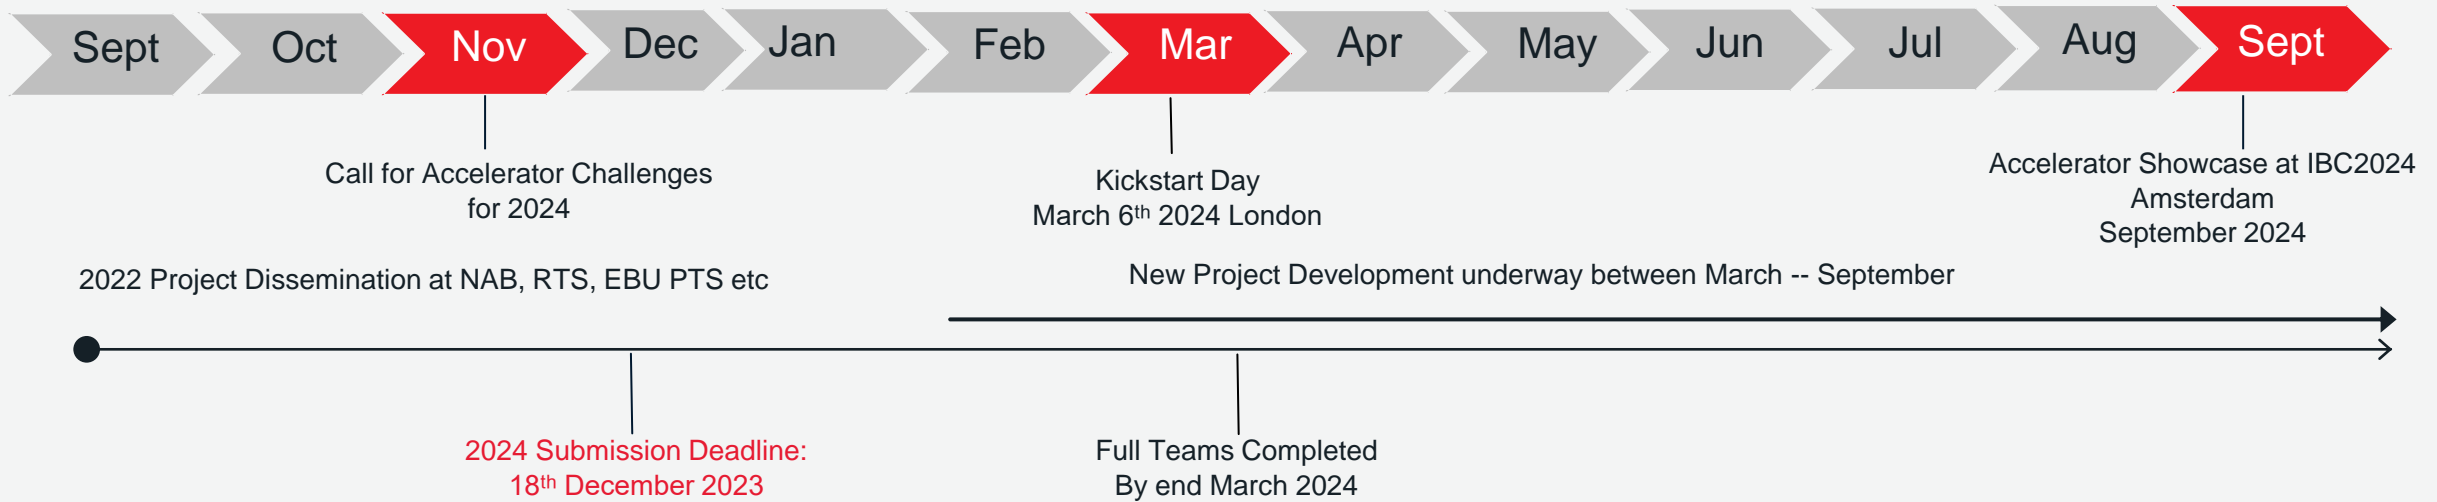 Sept Oct Nov Dec Jan Feb Mar Apr May Jun Jul Aug Sept
Call for Accelerator Challenges
for 2024
Kickstart Day
March 6th 2024 London
Accelerator Showcase at IBC2024
Amsterdam
September 2024
2022 Project Dissemination at NAB, RTS, EBU PTS etc
New Project Development underway between March -- September
2024 Submission Deadline:
18th December 2023
Full Teams Completed
By end March 2024